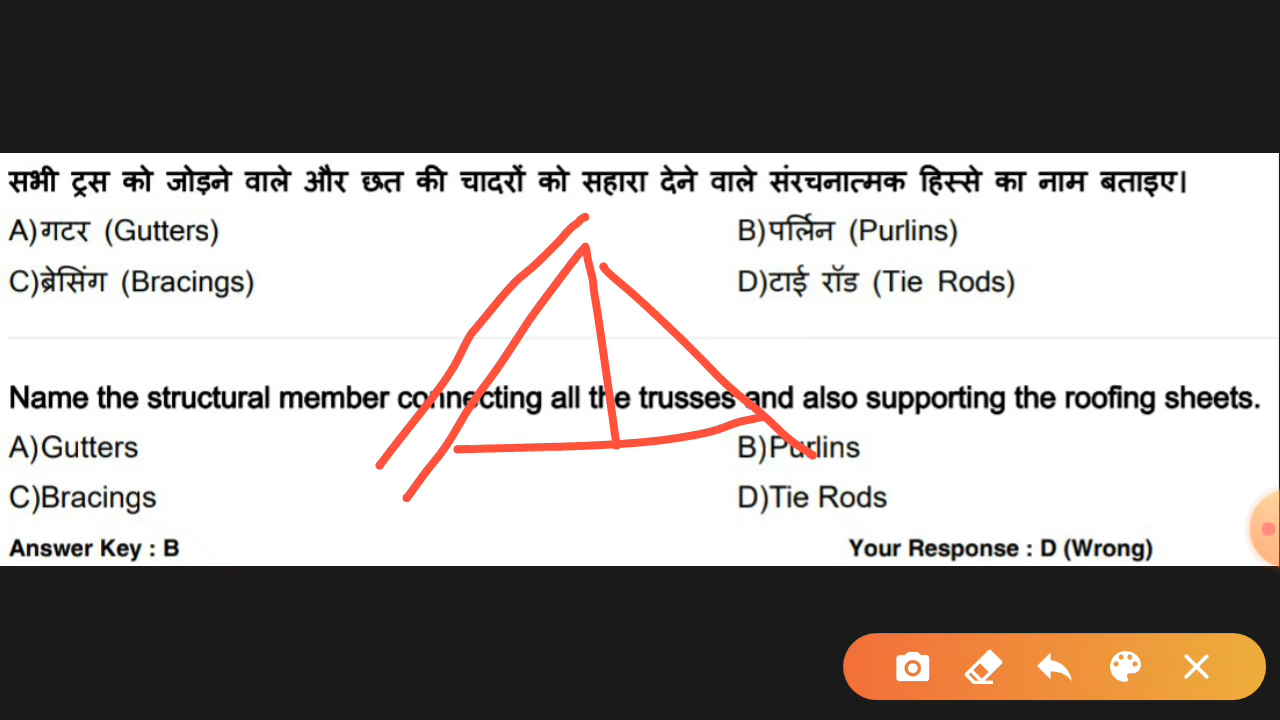 सभी ट्रस को जोड़ने वाले और छत की चादरों को सहारा देने वाले संरचनात्मक हिस्से का नाम बताइए।
A)गटर (Gutters) B)पर्लिन (Purlins)
C)ब्रेसिंग (Bracings) D)टाई रॉड (Tie Rods)
Name the structural member connecting all the trusses and also supporting the roofing sheets.
A)Gutters B)Purlins
C)Bracings D)Tie Rods
Answer Key : B Your Response : D (Wrong)